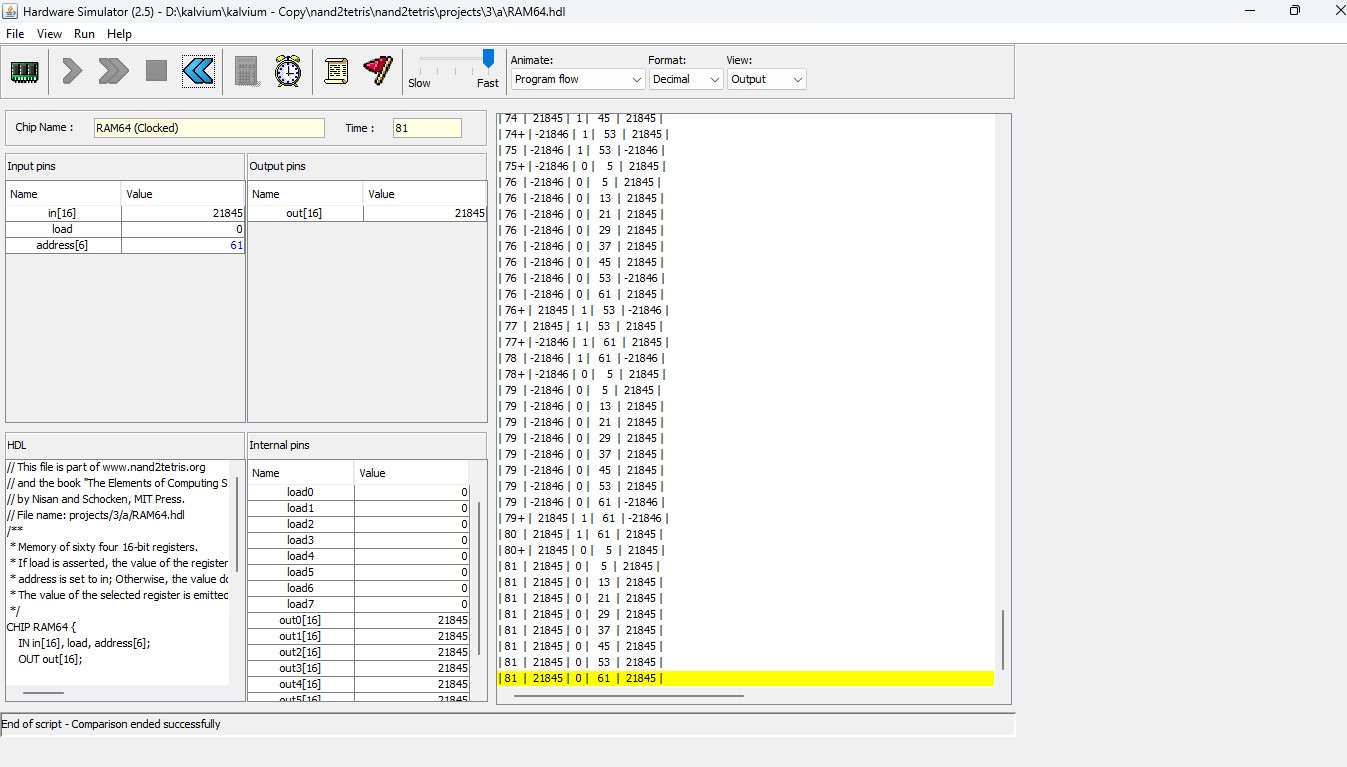 Hardware Simulator (2.5) - D:\kalvium\kalvium - Copy\nand2tetris\nand2tetris\projects\3\a\RAM64.hdl
File View Run Help
Slow Fast
Animate: Format: View:
Program flow Decimal Output
Chip Name : RAM64 (Clocked) Time : 81
Input pins
Name Value
in[16] 21845
load 0
address[6] 61
Output pins
Name Value
out[16] 21845
HDL
// This file is part of www.nand2tetris.org
// and the book "The Elements of Computing S
// by Nisan and Schocken, MIT Press.
// File name: projects/3/a/RAM64.hdl
/**
* Memory of sixty four 16-bit registers.
* If load is asserted, the value of the register
* address is set to in; Otherwise, the value do
* The value of the selected register is emitted
*/
CHIP RAM64 {
IN in[16], load, address[6];
OUT out[16];
Internal pins
Name Value
load0 0
load1 0
load2 0
load3 0
load4 0
load5 0
load6 0
load7 0
out0[16] 21845
out1[16] 21845
out2[16] 21845
out3[16] 21845
out4[16] 21845
out5[16] 21845
| 74 | 21845 | 1 | 45 | 21845 |
| 74+ | -21846 | 1 | 53 | 21845 |
| 75 | -21846 | 1 | 53 | -21846 |
| 75+ | -21846 | 0 | 5 | 21845 |
| 76 | -21846 | 0 | 5 | 21845 |
| 76 | -21846 | 0 | 13 | 21845 |
| 76 | -21846 | 0 | 21 | 21845 |
| 76 | -21846 | 0 | 29 | 21845 |
| 76 | -21846 | 0 | 37 | 21845 |
| 76 | -21846 | 0 | 45 | 21845 |
| 76 | -21846 | 0 | 53 | -21846 |
| 76 | -21846 | 0 | 61 | 21845 |
| 76+ | 21845 | 1 | 53 | -21846 |
| 77 | 21845 | 1 | 53 | 21845 |
| 77+ | -21846 | 1 | 61 | 21845 |
| 78 | -21846 | 1 | 61 | -21846 |
| 78+ | -21846 | 0 | 5 | 21845 |
| 79 | -21846 | 0 | 5 | 21845 |
| 79 | -21846 | 0 | 13 | 21845 |
| 79 | -21846 | 0 | 21 | 21845 |
| 79 | -21846 | 0 | 29 | 21845 |
| 79 | -21846 | 0 | 37 | 21845 |
| 79 | -21846 | 0 | 45 | 21845 |
| 79 | -21846 | 0 | 53 | 21845 |
| 79 | -21846 | 0 | 61 | -21846 |
| 79+ | 21845 | 1 | 61 | -21846 |
| 80 | 21845 | 1 | 61 | 21845 |
| 80+ | 21845 | 0 | 5 | 21845 |
| 81 | 21845 | 0 | 5 | 21845 |
| 81 | 21845 | 0 | 13 | 21845 |
| 81 | 21845 | 0 | 21 | 21845 |
| 81 | 21845 | 0 | 29 | 21845 |
| 81 | 21845 | 0 | 37 | 21845 |
| 81 | 21845 | 0 | 45 | 21845 |
| 81 | 21845 | 0 | 53 | 21845 |
| 81 | 21845 | 0 | 61 | 21845 |
End of script - Comparison ended successfully